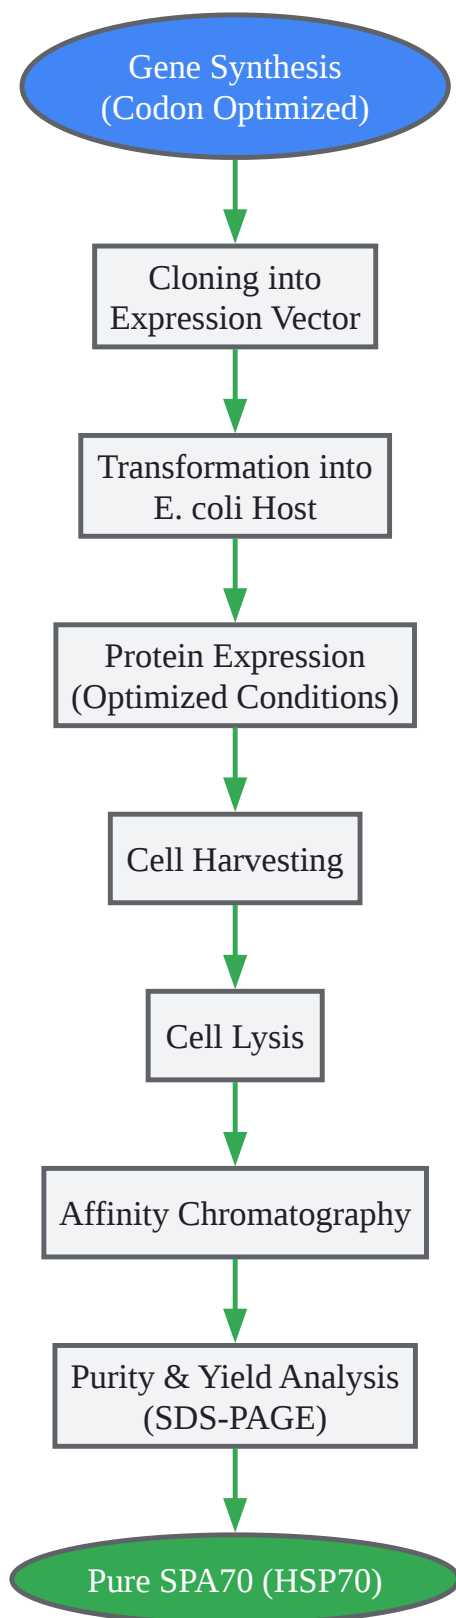 Gene Synthesis
(Codon Optimized)
Cloning into
Expression Vector
Transformation into
E. coli Host
Protein Expression
(Optimized Conditions)
Cell Harvesting
Cell Lysis
Affinity Chromatography
Purity & Yield Analysis
(SDS-PAGE)
Pure SPA70 (HSP70)